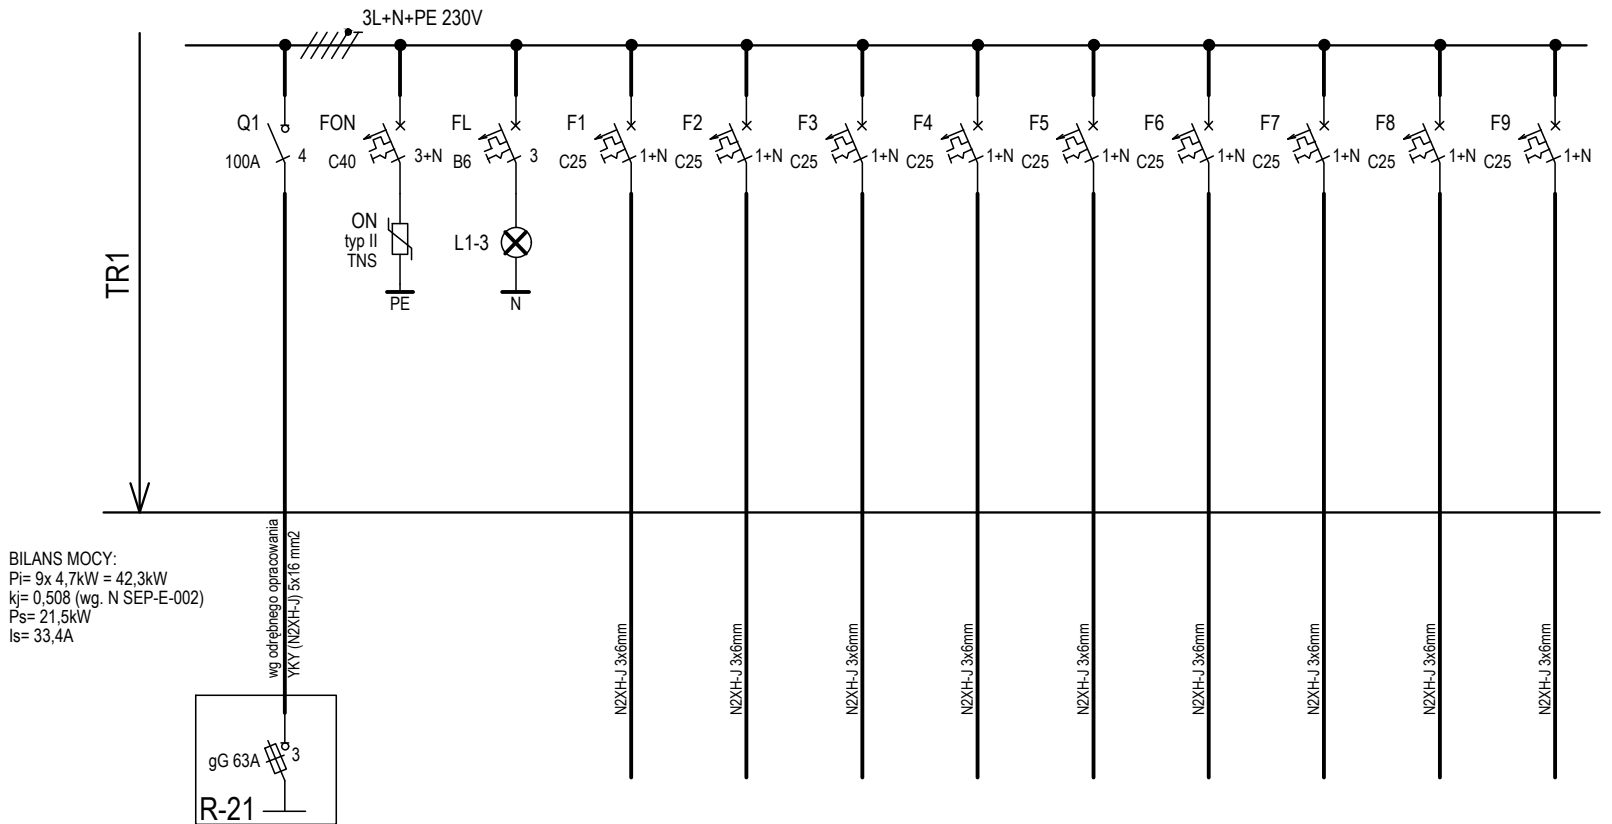 3L+N+PE 230V
TR1
Q1
100A
4
FON
C40
3+N
FL
B6
3
F1
C25
1+N
F2
C25
1+N
F3
C25
1+N
F4
C25
1+N
F5
C25
1+N
F6
C25
1+N
F7
C25
1+N
F8
C25
1+N
F9
C25
1+N
ON
typ II
TNS
PE
L1-3
N
BILANS MOCY:
Pi= 9x 4,7kW = 42,3kW
kj= 0,508 (wg. N SEP-E-002)
Ps= 21,5kW
Is= 33,4A
wg odrębnego opracowania
YKY (N2XH-J) 5x16 mm2
N2XH-J 3x6mm
N2XH-J 3x6mm
N2XH-J 3x6mm
N2XH-J 3x6mm
N2XH-J 3x6mm
N2XH-J 3x6mm
N2XH-J 3x6mm
N2XH-J 3x6mm
N2XH-J 3x6mm
gG 63A
3
R-21